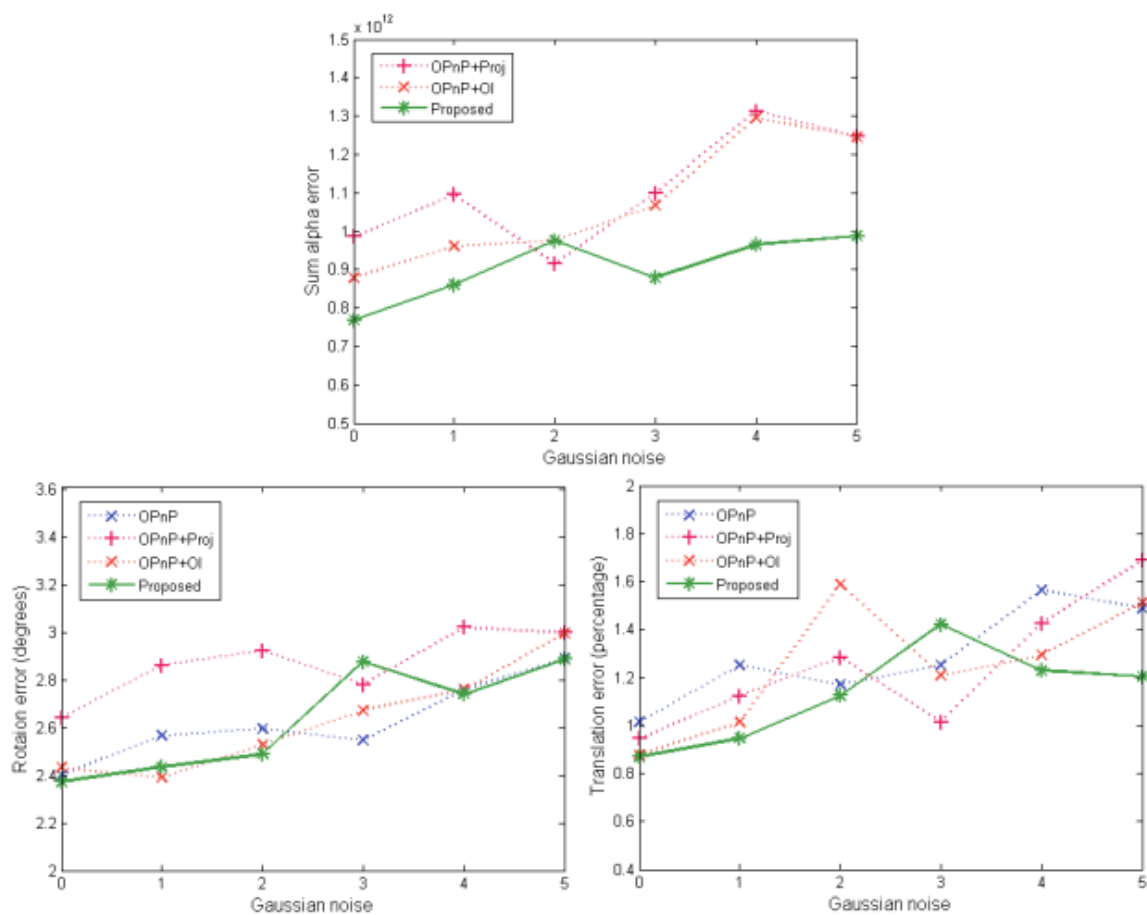 x 10^12
1.5
1.4
1.3
1.2
1.1
1
0.9
0.8
0.7
0.6
0.5
Sum alpha error
OPnP+Proj
OPnP+OI
Proposed
0 1 2 3 4 5
Gaussian noise
3.6
3.4
3.2
3
2.8
2.6
2.4
2.2
2
Rotaion error (degrees)
OPnP
OPnP+Proj
OPnP+OI
Proposed
0 1 2 3 4 5
Gaussian noise
2
1.8
1.6
1.4
1.2
1
0.8
0.6
0.4
Translation error (percentage)
OPnP
OPnP+Proj
OPnP+OI
Proposed
0 1 2 3 4 5
Gaussian noise